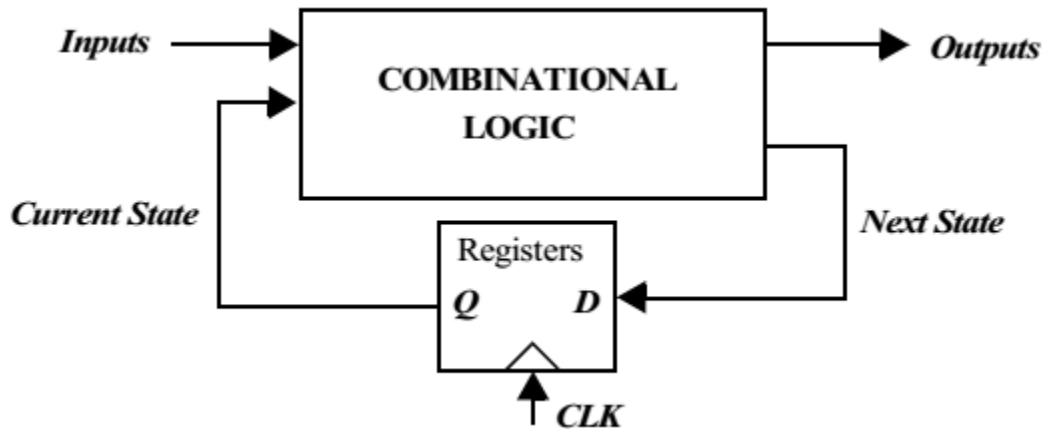 Inputs
Outputs
COMBINATIONAL
LOGIC
Current State
Next State
Registers
Q
D
CLK